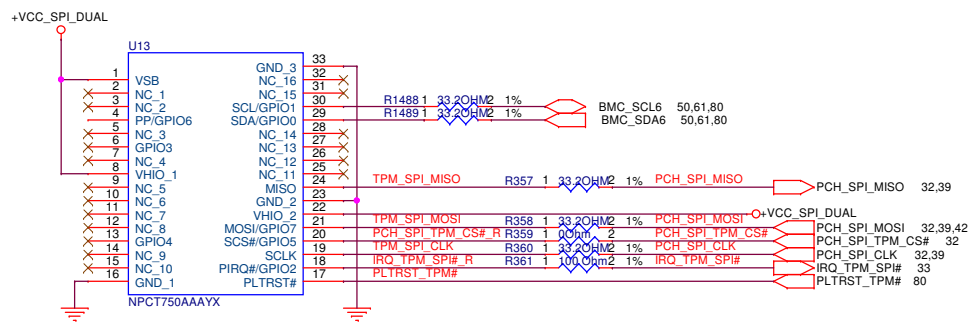 +VCC_SPI_DUAL
U13
1 VSB
2 NC_1
3 NC_2
4 PP/GPIO6
5 NC_3
6 GPIO3
7 NC_4
8 VHIO_1
9 NC_5
10 NC_6
11 NC_7
12 NC_8
13 GPIO4
14 NC_9
15 NC_10
16 GND_1
GND_3 33
NC_16 32
NC_15 31
SCL/GPIO1 30 R1488 1 33.2OHM 2 1% BMC_SCL6 50,61,80
SDA/GPIO0 29 R1489 1 33.2OHM 2 1% BMC_SDA6 50,61,80
NC_14 28
NC_13 27
NC_12 26
NC_11 25
MISO 24 TPM_SPI_MISO R357 1 33.2OHM 2 1% PCH_SPI_MISO PCH_SPI_MISO 32,39
GND_2 23
VHIO_2 22 +VCC_SPI_DUAL
MOSI/GPIO7 21 TPM_SPI_MOSI R358 1 33.2OHM 2 1% PCH_SPI_MOSI PCH_SPI_MOSI 32,39,42
SCS#/GPIO5 20 PCH_SPI_TPM_CS#_R R359 1 0Ohm 2 PCH_SPI_TPM_CS# PCH_SPI_TPM_CS# 32
SCLK 19 TPM_SPI_CLK R360 1 33.2OHM 2 1% PCH_SPI_CLK PCH_SPI_CLK 32,39
PIRQ#/GPIO2 18 IRQ_TPM_SPI#_R R361 1 100 Ohm 2 1% IRQ_TPM_SPI# IRQ_TPM_SPI# 33
PLTRST# 17 PLTRST_TPM# PLTRST_TPM# 80
NPCT750AAAYX